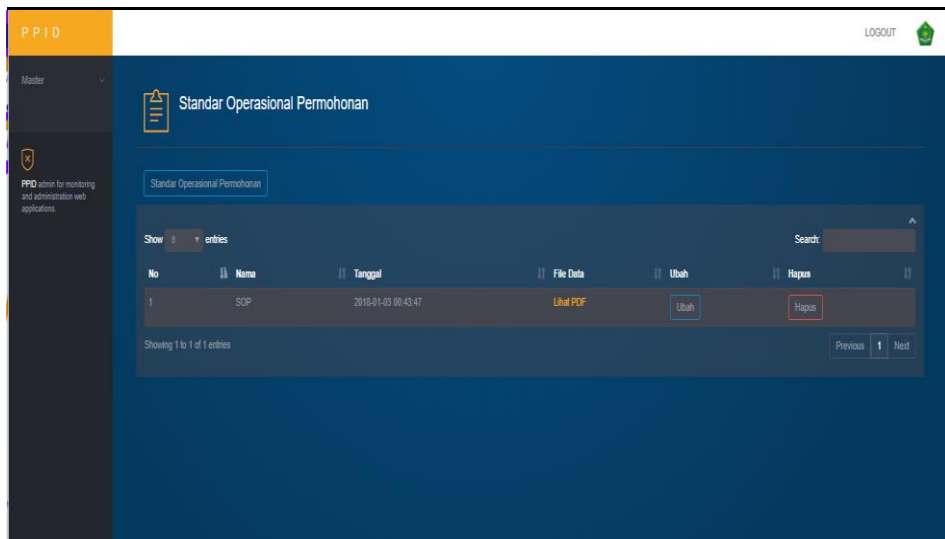 PPID
LOGOUT
Master
Standar Operasional Permohonan
PPID admin for monitoring
and administration web
applications.
Standar Operasional Permohonan
Show 5 entries
Search:
No Nama Tanggal File Data Ubah Hapus
1 SOP 2018-01-03 00:43:47 Lihat PDF Ubah Hapus
Showing 1 to 1 of 1 entries
Previous 1 Next